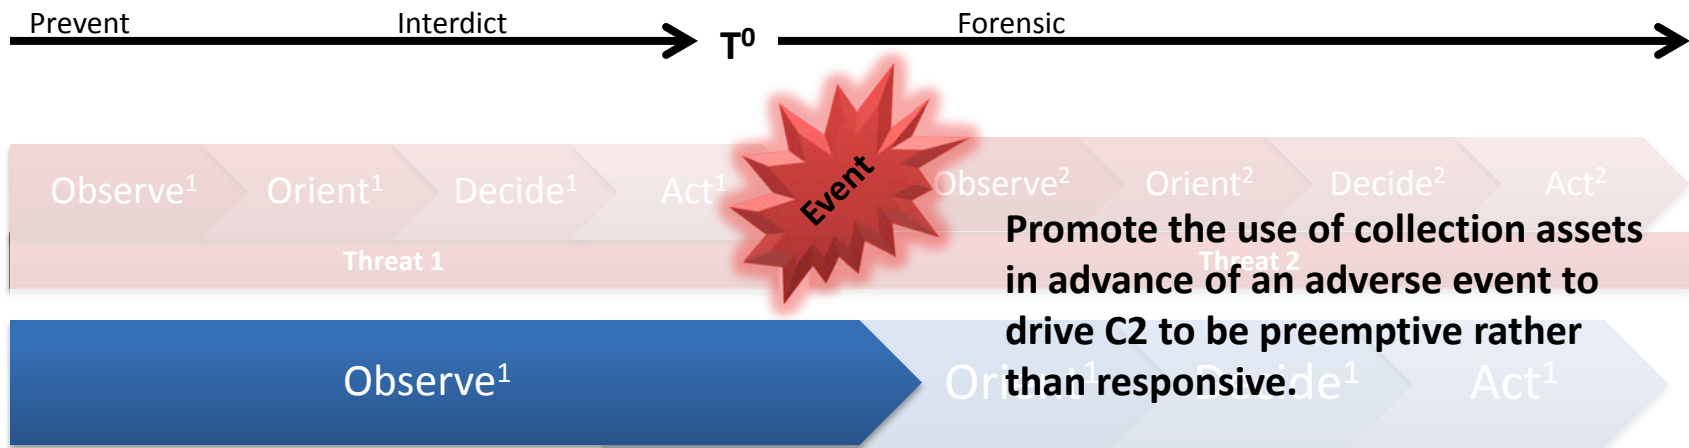 Prevent
Interdict
T⁰
Forensic
Event
Observe¹
Orient¹
Decide¹
Act¹
Observe²
Orient²
Decide²
Act²
Threat 1
Threat 2
Promote the use of collection assets
in advance of an adverse event to
drive C2 to be preemptive rather
than responsive.
Observe¹
Orient¹
Decide¹
Act¹